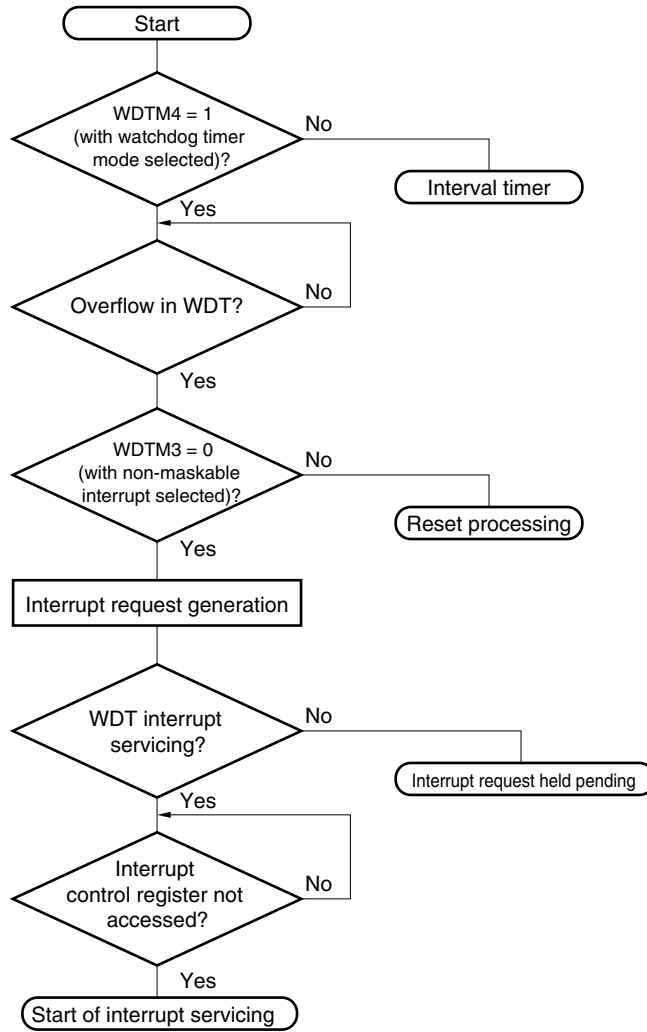 Start
WDTM4 = 1
(with watchdog timer
mode selected)?
No
Interval timer
Yes
Overflow in WDT?
No
Yes
WDTM3 = 0
(with non-maskable
interrupt selected)?
No
Reset processing
Yes
Interrupt request generation
WDT interrupt
servicing?
No
Interrupt request held pending
Yes
Interrupt
control register not
accessed?
No
Yes
Start of interrupt servicing